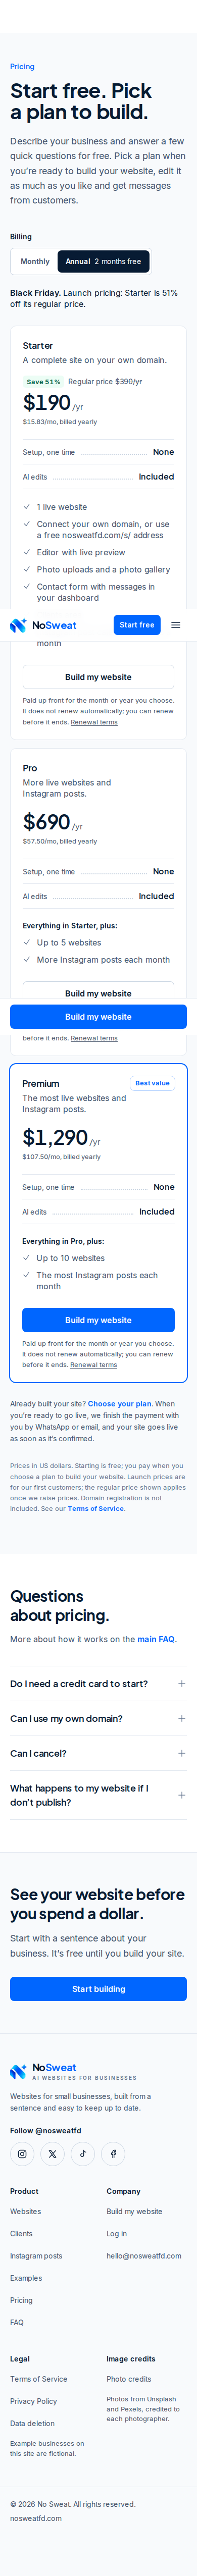 Pricing
Start free. Pick
a plan to build.
Describe your business and answer a few
quick questions for free. Pick a plan when
you're ready to build your website, edit it
as much as you like and get messages
from customers.
Billing
Monthly Annual 2 months free
Black Friday. Launch pricing: Starter is 51%
off its regular price.
Starter
A complete site on your own domain.
Save 51% Regular price $390/yr
$190 /yr
$15.83/mo, billed yearly
Setup, one time None
AI edits Included
1 live website
Connect your own domain, or use
a free nosweatfd.com/s/ address
Editor with live preview
Photo uploads and a photo gallery
Contact form with messages in
your dashboard
NoSweat Start free
month
Build my website
Paid up front for the month or year you choose.
It does not renew automatically; you can rewrite
before it ends. Renewal terms
Pro
More live websites and
Instagram posts.
$690 /yr
$57.50/mo, billed yearly
Setup, one time None
AI edits Included
Everything in Starter, plus:
Up to 5 websites
More Instagram posts each month
Build my website
Build my website
before it ends. Renewal terms
Premium Best value
The most live websites and
Instagram posts.
$1,290 /yr
$107.50/mo, billed yearly
Setup, one time None
AI edits Included
Everything in Pro, plus:
Up to 10 websites
The most Instagram posts each
month
Build my website
Paid up front for the month or year you choose.
It does not renew automatically; you can rewrite
before it ends. Renewal terms
Already built your site? Choose your plan. When
you're ready to go live, we finish the payment with
you by WhatsApp or email, and your site goes live
as soon as it's confirmed.
Prices in US dollars. Starting is free; you pay when you
choose a plan to build your website. Launch prices are
for our first customers; the regular price shown applies
once we raise prices. Domain registration is not
included. See our Terms of Service.
Questions
about pricing.
More about how it works on the main FAQ.
Do I need a credit card to start?
Can I use my own domain?
Can I cancel?
What happens to my website if I
don't publish?
See your website before
you spend a dollar.
Start with a sentence about your
business. It's free until you build your site.
Start building
NoSweat
AI WEBSITES FOR BUSINESSES
Websites for small businesses, built from a
sentence and easy to keep up to date.
Follow @nosweatfd
Product Company
Websites Build my website
Clients Log in
Instagram posts hello@nosweatfd.com
Examples
Pricing
FAQ
Legal Image credits
Terms of Service Photo credits
Privacy Policy Photos from Unsplash
and Pexels, credited to
each photographer.
Data deletion
Example businesses on
this site are fictional.
© 2026 No Sweat. All rights reserved.
nosweatfd.com